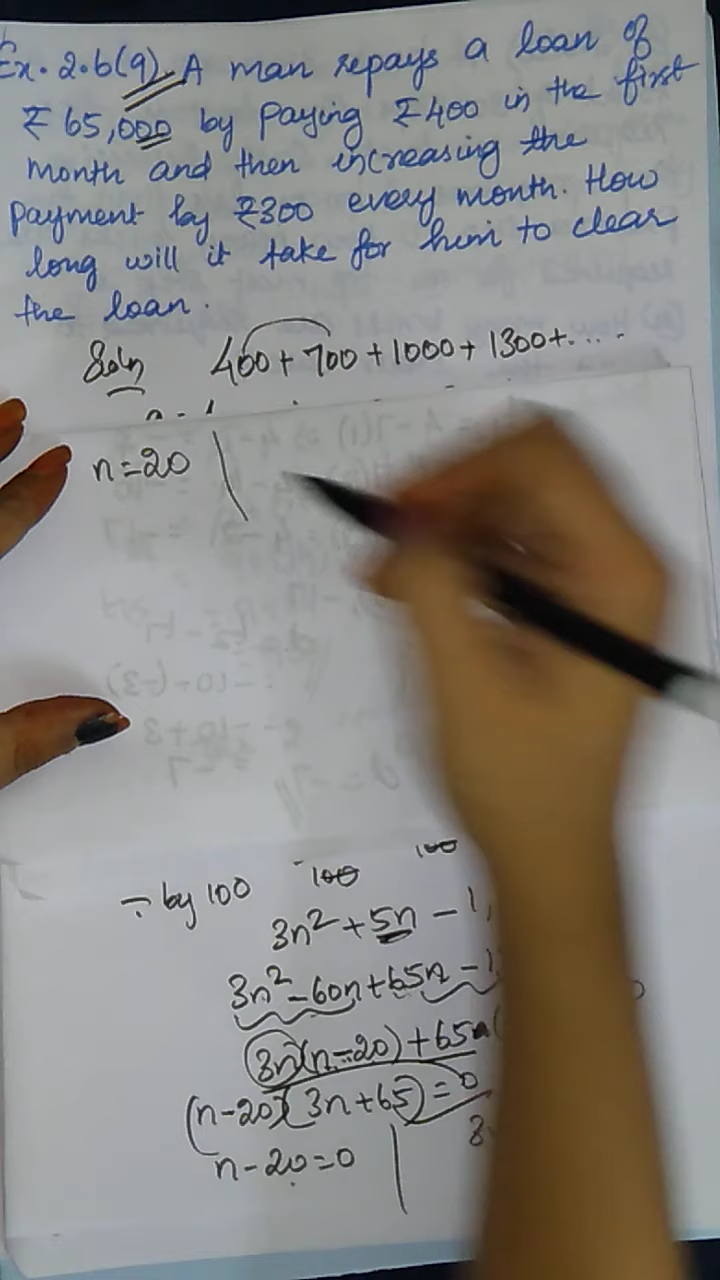 Ex. 2.6(9) A man repays a loan of
₹ 65,000 by paying ₹400 in the first
month and then increasing the
payment by ₹300 every month. How
long will it take for him to clear
the loan.
Soln 400 + 700 + 1000 + 1300 + ....
n = 20
÷ by 100 100 100
3n² + 5n - 1,
3n² - 60n + 65n - 1
3n(n-20) + 65
(n-20)(3n+65) = 0
n - 20 = 0